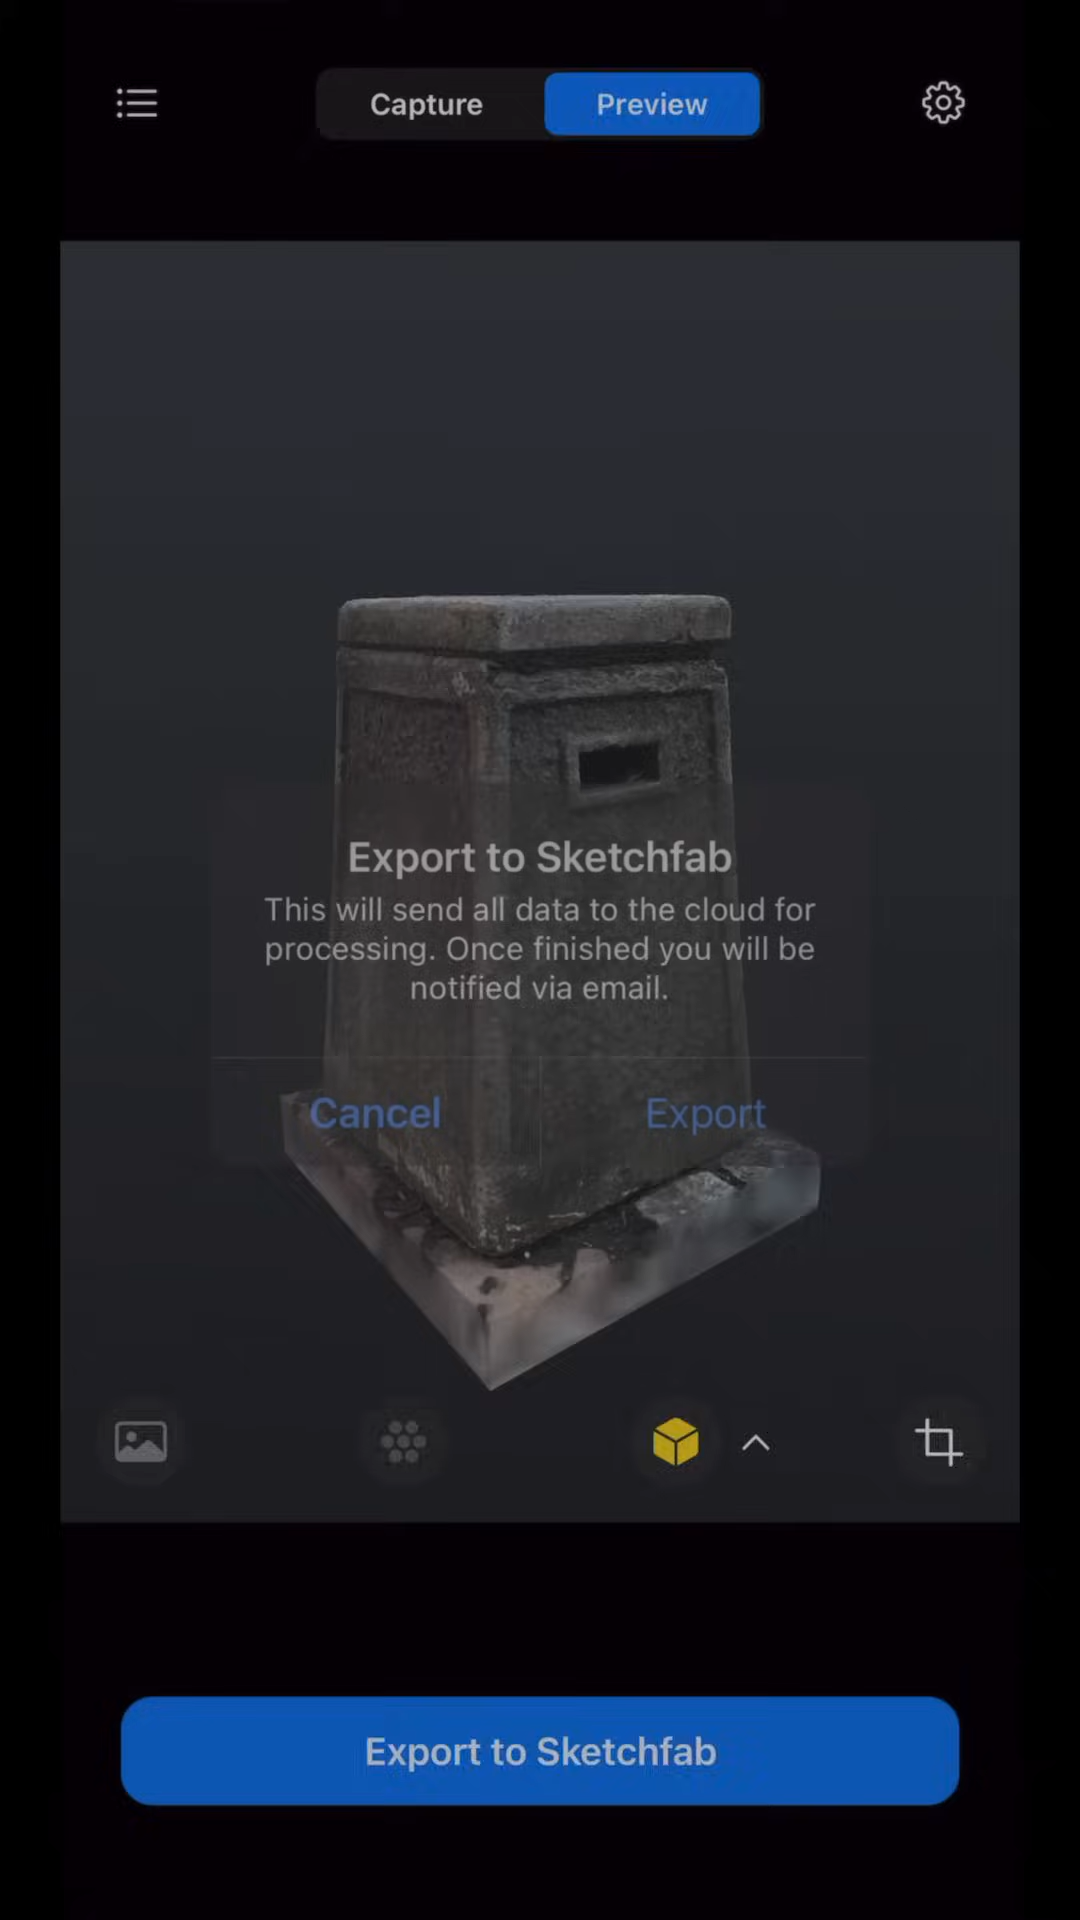 Capture
Preview
Export to Sketchfab
This will send all data to the cloud for
processing. Once finished you will be
notified via email.
Cancel
Export
Export to Sketchfab